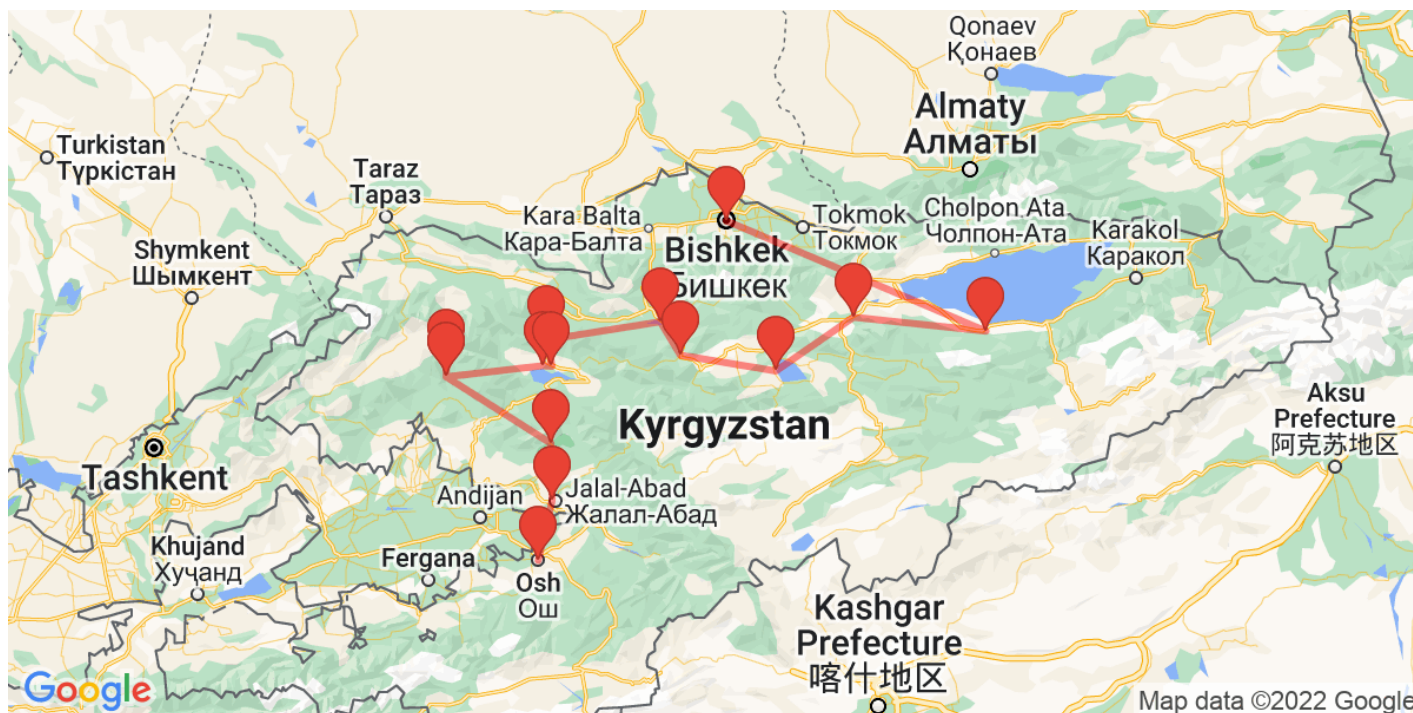 Qonaev
Қонаев
Almaty
Алматы
Turkistan
Түркістан
Taraz
Тараз
Kara Balta
Кара-Балта
Tokmok
Токмок
Cholpon Ata
Чолпон-Ата
Karakol
Каракол
Bishkek
Бишкек
Shymkent
Шымкент
Kyrgyzstan
Aksu
Prefecture
阿克苏地区
Tashkent
Andijan
Jalal-Abad
Жалал-Абад
Khujand
Хуҷанд
Fergana
Osh
Ош
Kashgar
Prefecture
喀什地区
Google
Map data ©2022 Google